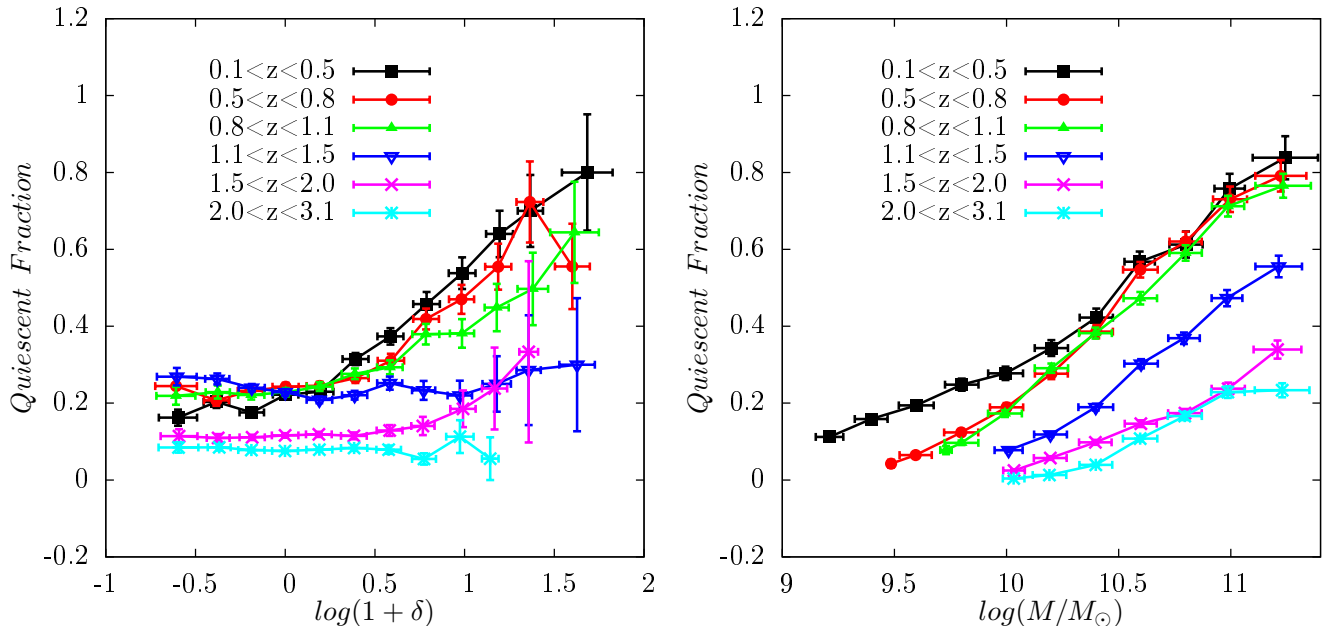 1.2
1
0.8
0.6
0.4
0.2
0
-0.2
Quiescent Fraction
0.1<z<0.5
0.5<z<0.8
0.8<z<1.1
1.1<z<1.5
1.5<z<2.0
2.0<z<3.1
-1
-0.5
0
0.5
1
1.5
2
log(1 + δ)
1.2
1
0.8
0.6
0.4
0.2
0
-0.2
Quiescent Fraction
0.1<z<0.5
0.5<z<0.8
0.8<z<1.1
1.1<z<1.5
1.5<z<2.0
2.0<z<3.1
9
9.5
10
10.5
11
log(M/M⊙)